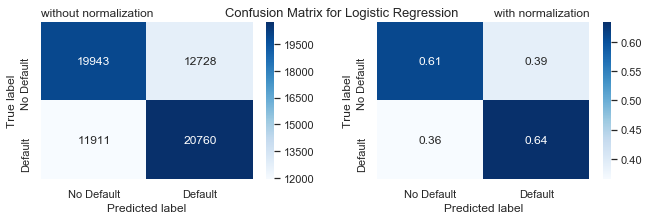 Confusion Matrix for Logistic Regression
without normalization
True label
No Default
Default
19943
12728
11911
20760
No Default
Default
Predicted label
19500
18000
16500
15000
13500
12000
with normalization
True label
No Default
Default
0.61
0.39
0.36
0.64
No Default
Default
Predicted label
0.60
0.55
0.50
0.45
0.40